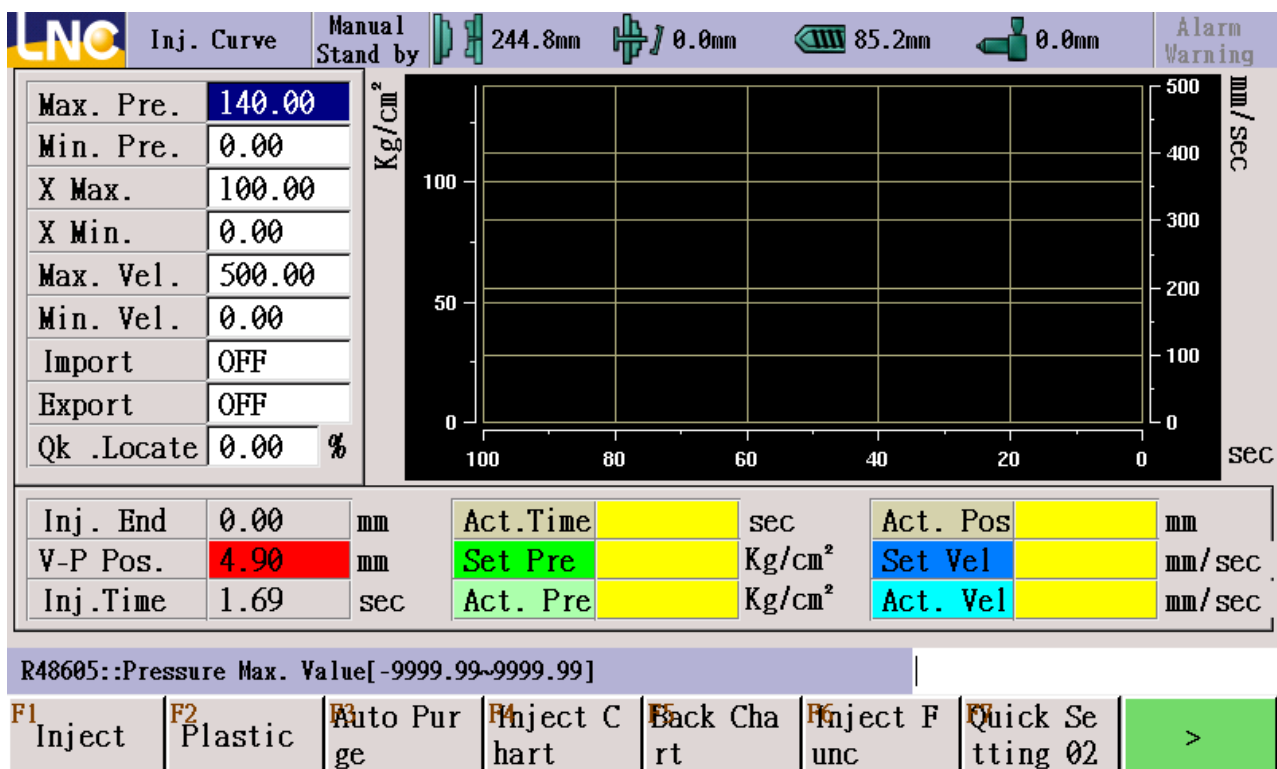 LNC Inj. Curve Manual Stand by 244.8mm 0.0mm 85.2mm 0.0mm Alarm Warning
Max. Pre. 140.00
Min. Pre. 0.00
X Max. 100.00
X Min. 0.00
Max. Vel. 500.00
Min. Vel. 0.00
Import OFF
Export OFF
Qk .Locate 0.00 %
Kg/cm²
100
50
0
500
400
300
200
100
0
mm/sec
100 80 60 40 20 0 sec
Inj. End 0.00 mm Act.Time sec Act. Pos mm
V-P Pos. 4.90 mm Set Pre Kg/cm² Set Vel mm/sec
Inj.Time 1.69 sec Act. Pre Kg/cm² Act. Vel mm/sec
R48605::Pressure Max. Value[-9999.99~9999.99]
F1 Inject
F2 Plastic
F3 Auto Pur
ge
F4 Inject C
hart
F5 Back Cha
rt
F6 Inject F
unc
F7 Quick Se
tting 02
>